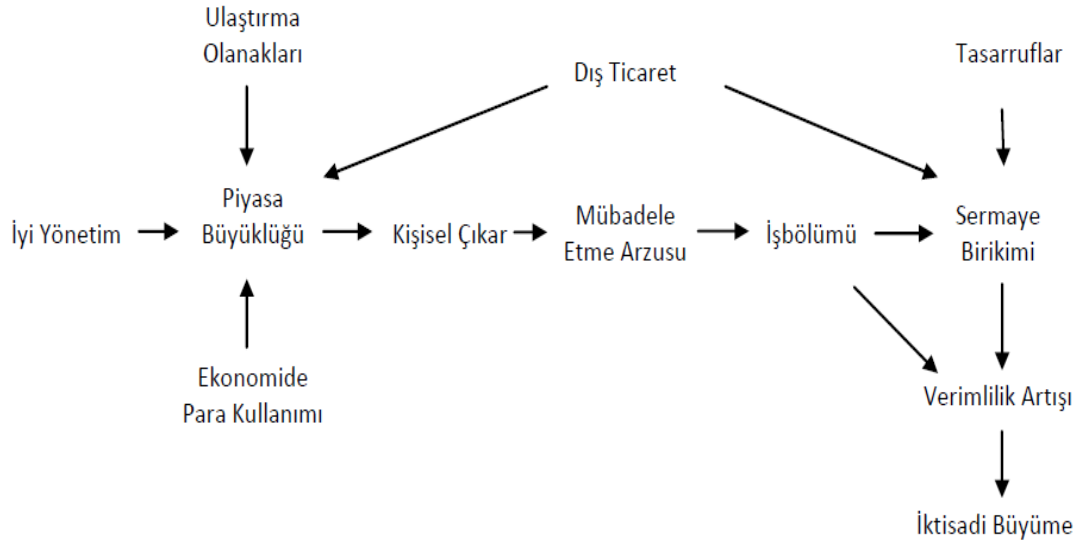 Ulaştırma
Olanakları
Dış Ticaret
Tasarruflar
İyi Yönetim
Piyasa
Büyüklüğü
Kişisel Çıkar
Mübadele
Etme Arzusu
İşbölümü
Sermaye
Birikimi
Ekonomide
Para Kullanımı
Verimlilik Artışı
İktisadi Büyüme